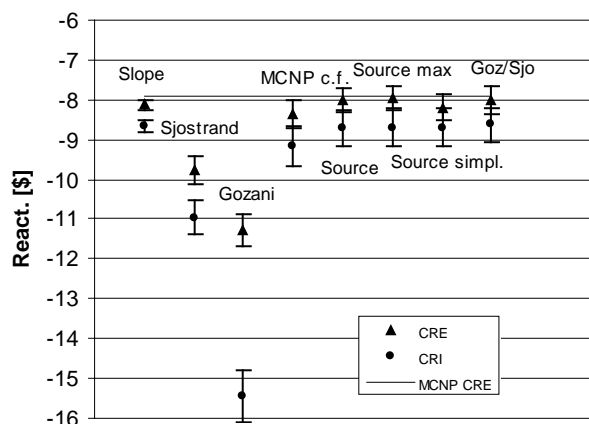 -6
-7
Slope
MCNP c.f.
Source max
Goz/Sjo
-8
Sjostrand
-9
Source
Source simpl.
-10
Gozani
-11
-12
-13
-14
-15
-16
React. [$]
CRE
CRI
MCNP CRE